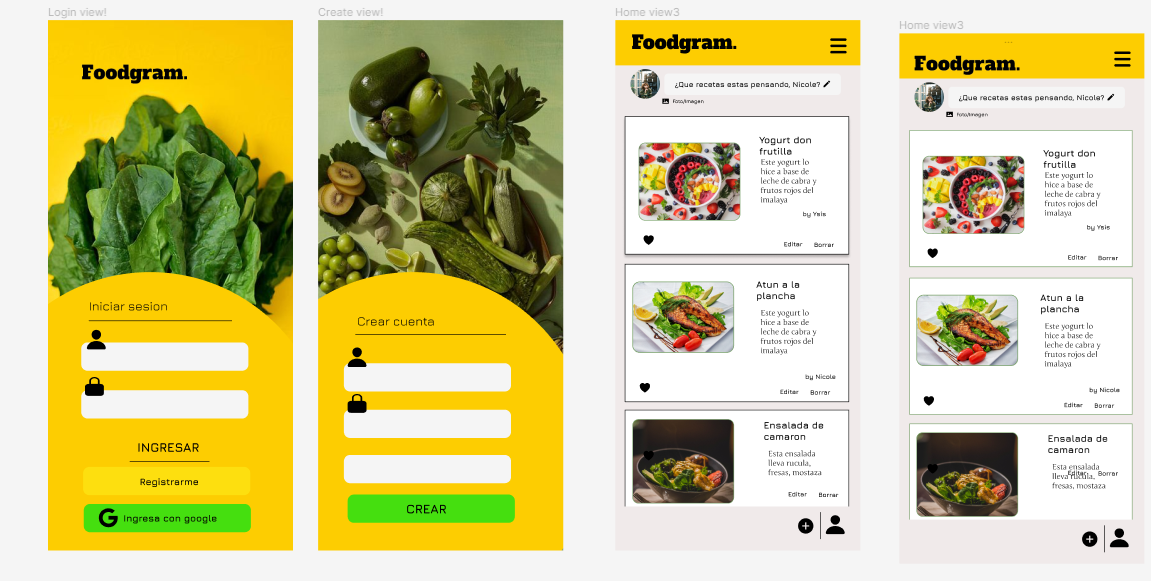 Login view!
Foodgram.
Iniciar sesion
INGRESAR
Registrarme
Ingresa con google
Create view!
Crear cuenta
CREAR
Home view3
Foodgram.
¿Que recetas estas pensando, Nicole?
Foto/Imagen
Yogurt don
frutilla
Este yogurt lo
hice a base de
leche de cabra y
frutos rojos del
imalaya
by Ysis
Editar Borrar
Atun a la
plancha
Este yogurt lo
hice a base de
leche de cabra y
frutos rojos del
imalaya
by Nicole
Editar Borrar
Ensalada de
camaron
Esta ensalada
lleva rucula,
fresas, mostaza
Editar Borrar
Home view3
Foodgram.
¿Que recetas estas pensando, Nicole?
Foto/Imagen
Yogurt don
frutilla
Este yogurt lo
hice a base de
leche de cabra y
frutos rojos del
imalaya
by Ysis
Editar Borrar
Atun a la
plancha
Este yogurt lo
hice a base de
leche de cabra y
frutos rojos del
imalaya
by Nicole
Editar Borrar
Ensalada de
camaron
Esta ensalada
Editar Borrar
lleva rucula,
fresas, mostaza